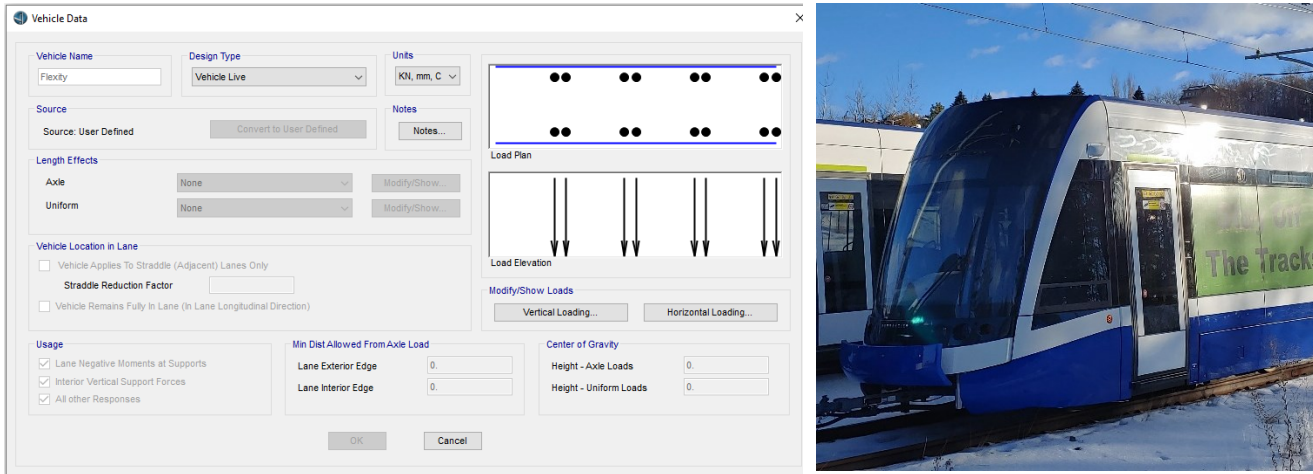 Vehicle Data
Vehicle Name
Flexity
Design Type
Vehicle Live
Units
KN, mm, C
Source
Source: User Defined
Convert to User Defined
Notes
Notes...
Load Plan
Length Effects
Axle
None
Modify/Show...
Uniform
None
Modify/Show...
Load Elevation
Vehicle Location in Lane
Vehicle Applies To Straddle (Adjacent) Lanes Only
Straddle Reduction Factor
Vehicle Remains Fully In Lane (In Lane Longitudinal Direction)
Modify/Show Loads
Vertical Loading...
Horizontal Loading...
Usage
Lane Negative Moments at Supports
Interior Vertical Support Forces
All other Responses
Min Dist Allowed From Axle Load
Lane Exterior Edge
0.
Lane Interior Edge
0.
Center of Gravity
Height - Axle Loads
0.
Height - Uniform Loads
0.
OK
Cancel
The Track